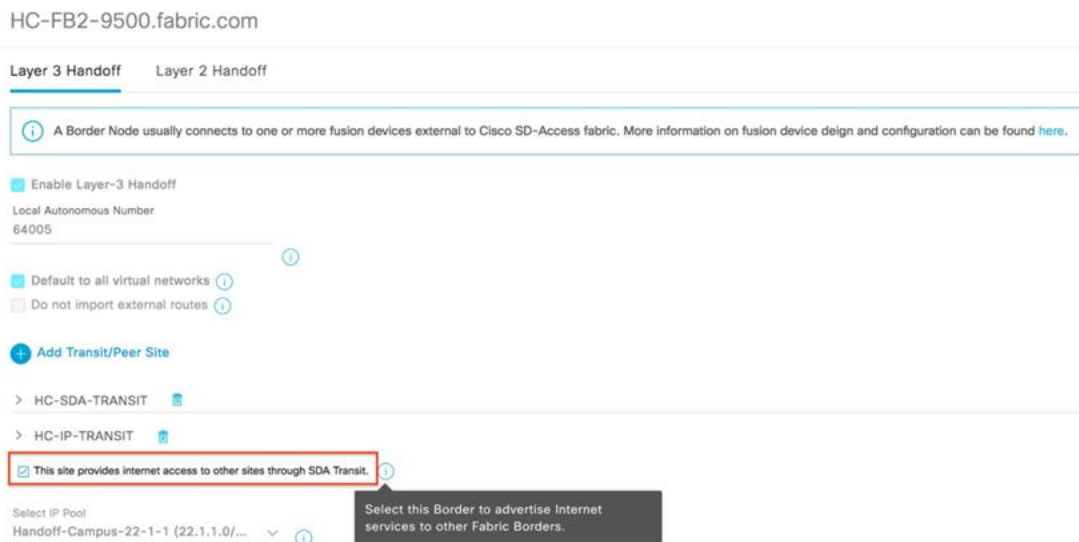 HC-FB2-9500.fabric.com
Layer 3 Handoff Layer 2 Handoff
A Border Node usually connects to one or more fusion devices external to Cisco SD-Access fabric. More information on fusion device deign and configuration can be found here.
Enable Layer-3 Handoff
Local Autonomous Number
64005
Default to all virtual networks
Do not import external routes
Add Transit/Peer Site
HC-SDA-TRANSIT
HC-IP-TRANSIT
This site provides internet access to other sites through SDA Transit.
Select this Border to advertise Internet
services to other Fabric Borders.
Select IP Pool
Handoff-Campus-22-1-1 (22.1.1.0/...